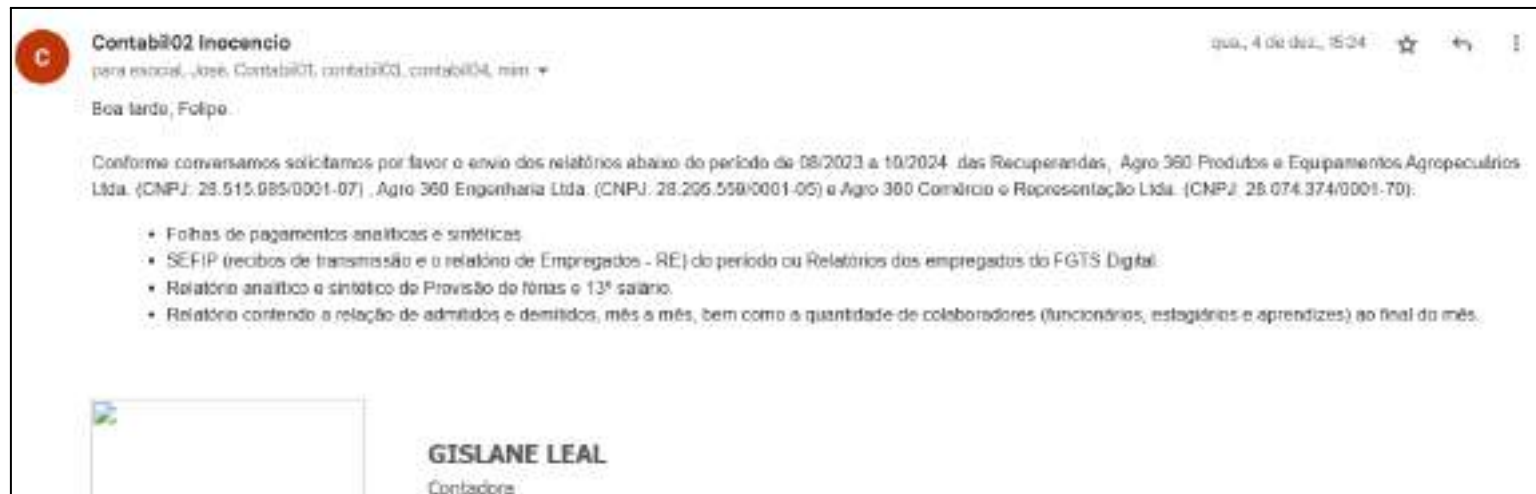 C
Contabil02 Inocencio
qua., 4 de dez., 15:24
para esocial, José, Contabil01, contabil03, contabil04, mim
Boa tarde, Felipe.
Conforme conversamos solicitamos por favor o envio dos relatórios abaixo do período de 08/2023 a 10/2024 das Recuperandas, Agro 360 Produtos e Equipamentos Agropecuários
Ltda. (CNPJ: 28.515.985/0001-07) , Agro 360 Engenharia Ltda. (CNPJ: 28.295.559/0001-05) e Agro 360 Comércio e Representação Ltda. (CNPJ: 28.074.374/0001-70).
• Folhas de pagamentos analíticas e sintéticas
• SEFIP (recibos de transmissão e o relatório de Empregados - RE) do período ou Relatórios dos empregados do FGTS Digital.
• Relatório analítico e sintético de Provisão de férias e 13º salário.
• Relatório contendo a relação de admitidos e demitidos, mês a mês, bem como a quantidade de colaboradores (funcionários, estagiários e aprendizes) ao final do mês.
GISLANE LEAL
Contadora